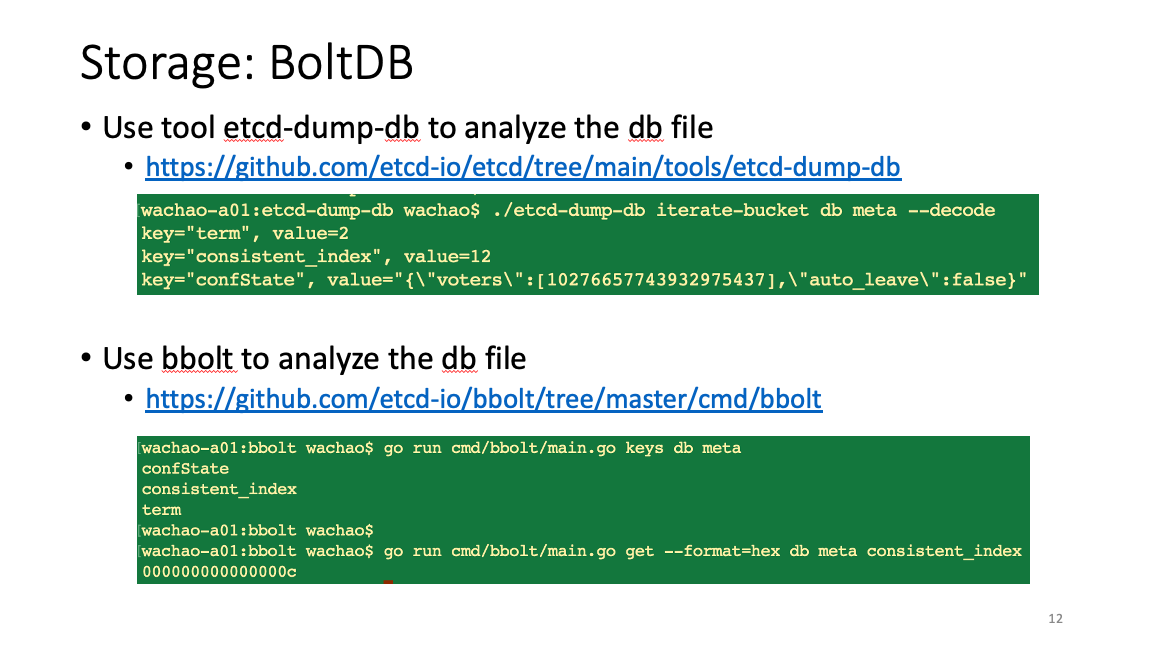 Storage: BoltDB
• Use tool etcd-dump-db to analyze the db file
• https://github.com/etcd-io/etcd/tree/main/tools/etcd-dump-db
[wachao-a01:etcd-dump-db wachao$ ./etcd-dump-db iterate-bucket db meta --decode
key="term", value=2
key="consistent_index", value=12
key="confState", value="{\"voters\":[10276657743932975437],\"auto_leave\":false}"
• Use bbolt to analyze the db file
• https://github.com/etcd-io/bbolt/tree/master/cmd/bbolt
[wachao-a01:bbolt wachao$ go run cmd/bbolt/main.go keys db meta
confState
consistent_index
term
[wachao-a01:bbolt wachao$
[wachao-a01:bbolt wachao$ go run cmd/bbolt/main.go get --format=hex db meta consistent_index
000000000000000c
12